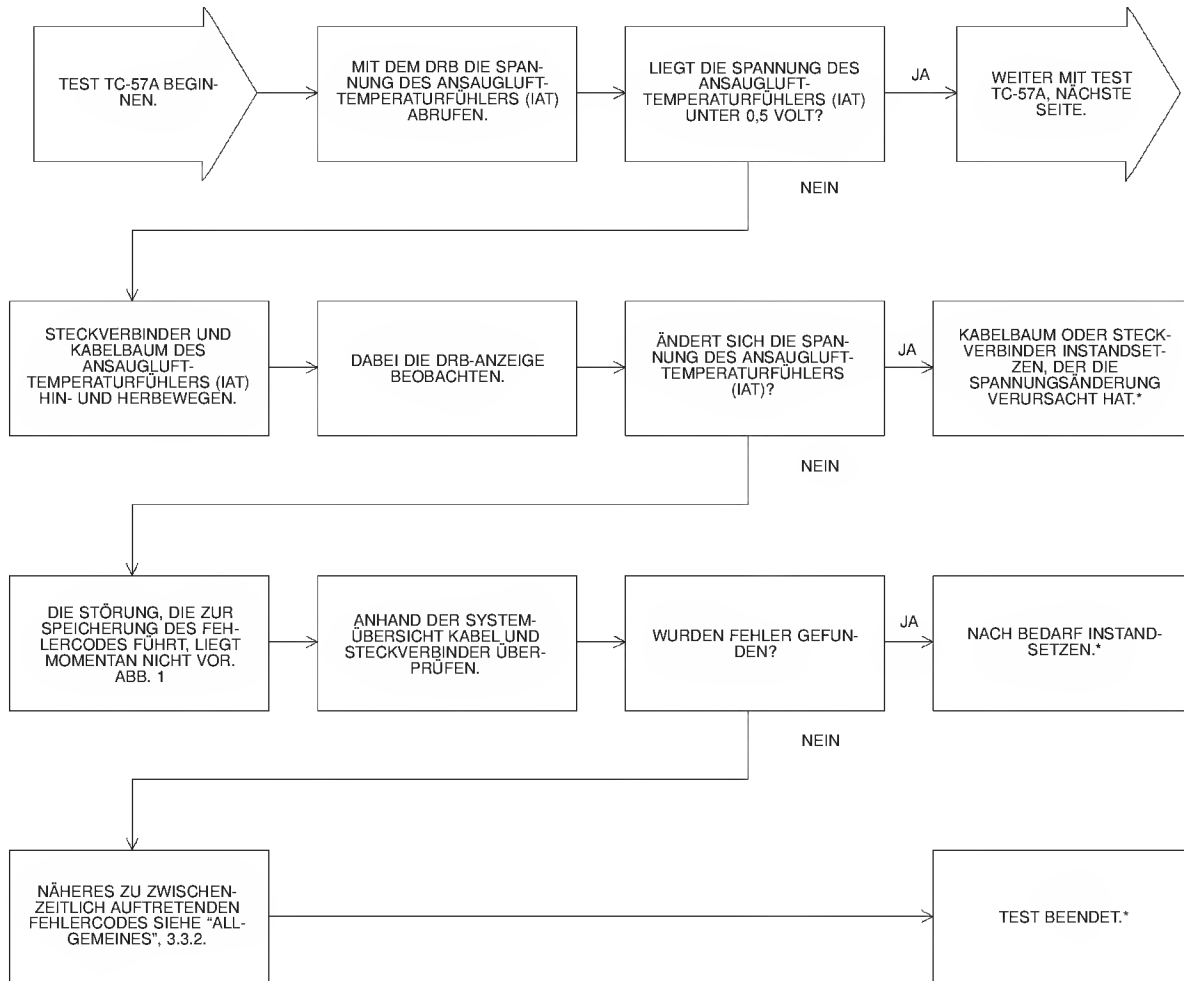 TEST TC-57A BEGIN-
NEN.
MIT DEM DRB DIE SPAN-
NUNG DES ANSAUGLUFT-
TEMPERATURFÜHLERS (IAT)
ABRUFEN.
LIEGT DIE SPANNUNG DES
ANSAUGLUFT-
TEMPERATURFÜHLERS (IAT)
UNTER 0,5 VOLT?
JA
WEITER MIT TEST
TC-57A, NÄCHSTE
SEITE.
NEIN
STECKVERBINDER UND
KABELBAUM DES
ANSAUGLUFT-
TEMPERATURFÜHLERS (IAT)
HIN- UND HERBEWEGEN.
DABEI DIE DRB-ANZEIGE
BEOBACHTEN.
ÄNDERT SICH DIE SPAN-
NUNG DES ANSAUGLUFT-
TEMPERATURFÜHLERS
(IAT)?
JA
KABELBAUM ODER STECK-
VERBINDER INSTANDSET-
ZEN, DER DIE
SPANNUNGSÄNDERUNG
VERURSACHT HAT.*
NEIN
DIE STÖRUNG, DIE ZUR
SPEICHERUNG DES FEH-
LERCODES FÜHRT, LIEGT
MOMENTAN NICHT VOR.
ABB. 1
ANHAND DER SYSTEM-
ÜBERSICHT KABEL UND
STECKVERBINDER ÜBER-
PRÜFEN.
WURDEN FEHLER GEFUN-
DEN?
JA
NACH BEDARF INSTAND-
SETZEN.*
NEIN
NÄHERES ZU ZWISCHEN-
ZEITLICH AUFTRETENDEN
FEHLERCODES SIEHE “ALL-
GEMEINES”, 3.3.2.
TEST BEENDET.*